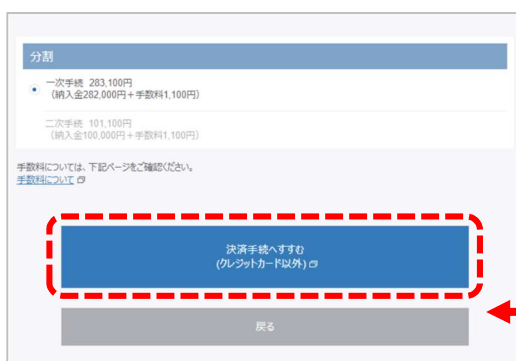 分割
一次手続 283,100円
(納入金282,000円+手数料1,100円)
二次手続 101,100円
(納入金100,000円+手数料1,100円)
手数料については、下記ページをご確認ください。
手数料について
決済手続へすすむ
(クレジットカード以外)
戻る